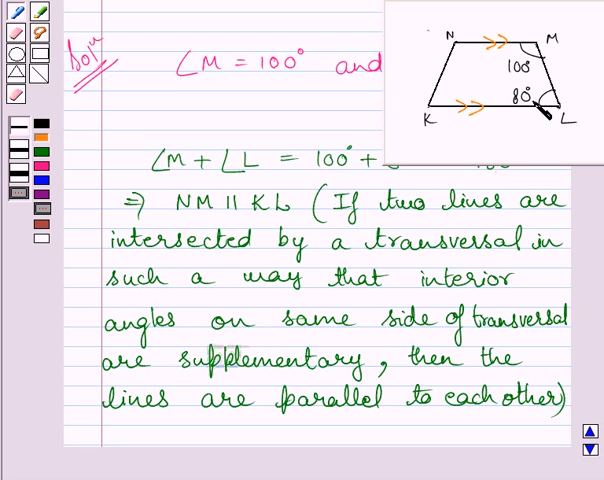 Solⁿ
∠M = 100° and
N M
100°
80°
K L
∠M + ∠L = 100° +
⇒ NM || KL (If two lines are
intersected by a transversal in
such a way that interior
angles on same side of transversal
are supplementary, then the
lines are parallel to each other)